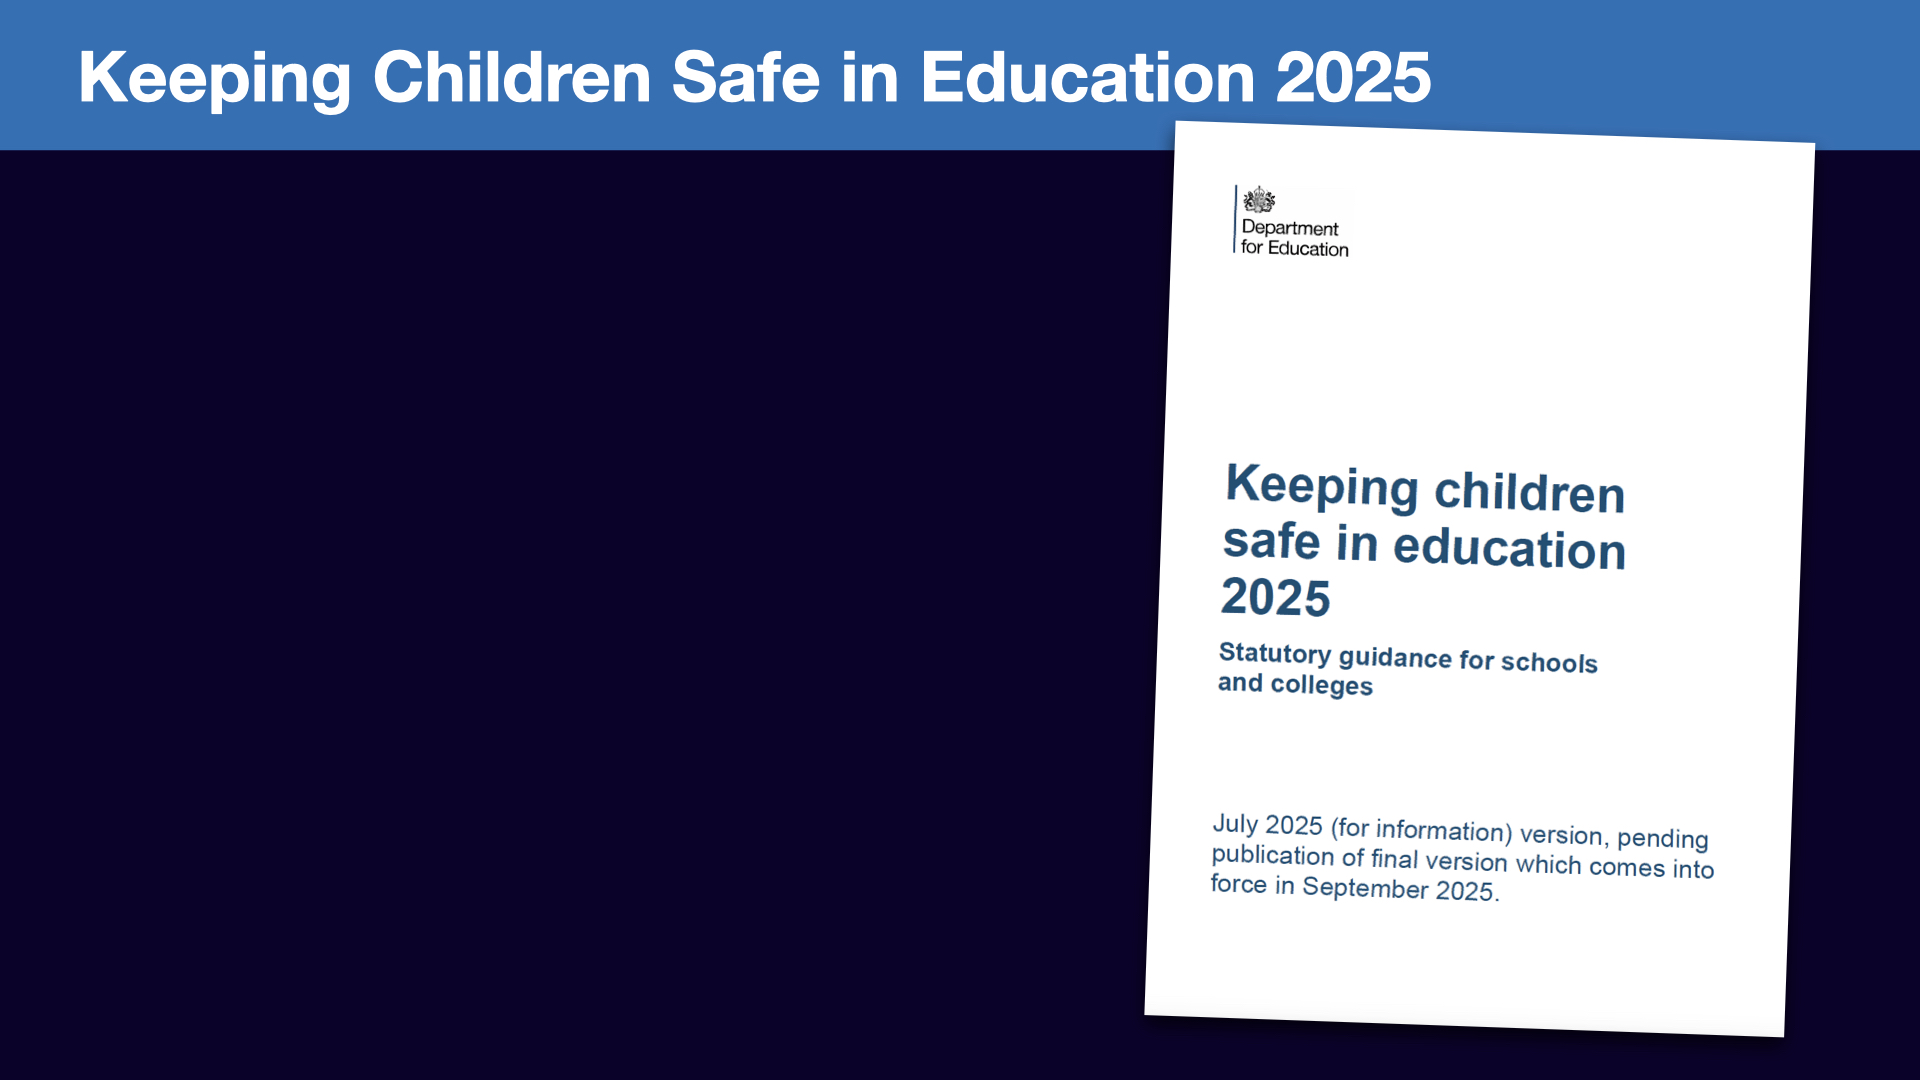 Keeping Children Safe in Education 2025
Department
for Education
Keeping children
safe in education
2025
Statutory guidance for schools
and colleges
July 2025 (for information) version, pending
publication of final version which comes into
force in September 2025.